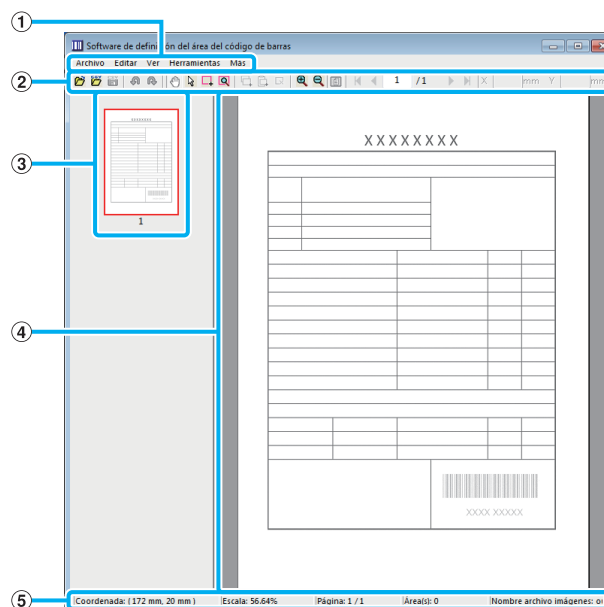 1
Software de definición del área del código de barras
Archivo Editar Ver Herramientas Más
2
1 / 1 X mm Y mm
3
XXXXXXXX
1
XXXXXXXX
4
XXXX XXXXX
5
Coordenada: ( 172 mm, 20 mm ) Escala: 56.64% Página: 1 / 1 Área(s): 0 Nombre archivo imágenes: